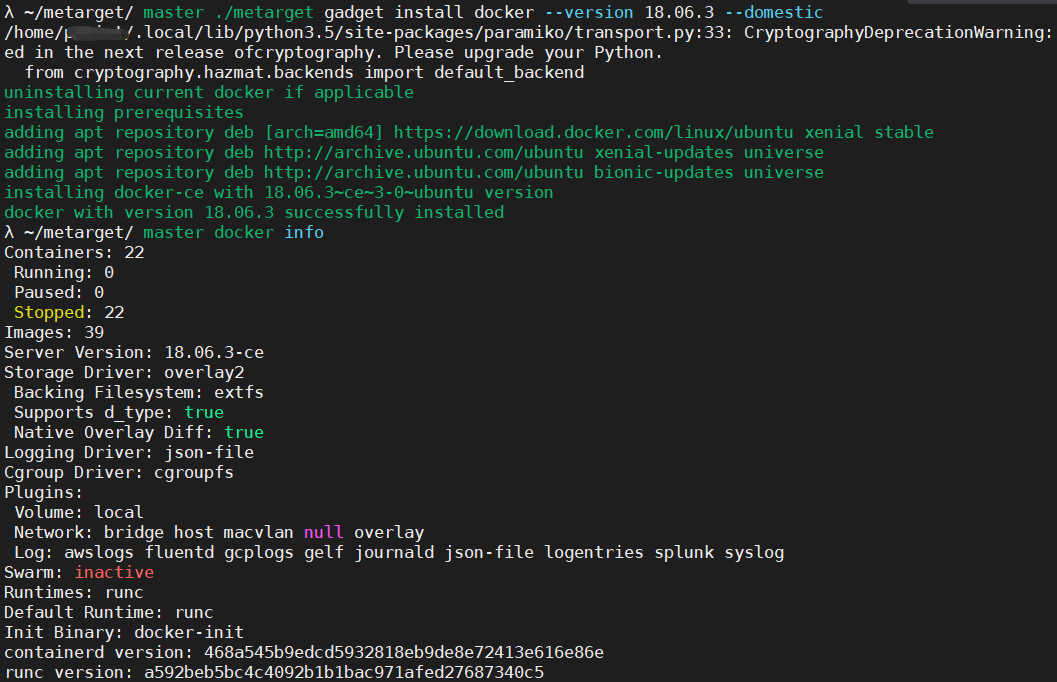 λ ~/metarget/ master ./metarget gadget install docker --version 18.06.3 --domestic
/home/p /.local/lib/python3.5/site-packages/paramiko/transport.py:33: CryptographyDeprecationWarning:
ed in the next release ofcryptography. Please upgrade your Python.
  from cryptography.hazmat.backends import default_backend
uninstalling current docker if applicable
installing prerequisites
adding apt repository deb [arch=amd64] https://download.docker.com/linux/ubuntu xenial stable
adding apt repository deb http://archive.ubuntu.com/ubuntu xenial-updates universe
adding apt repository deb http://archive.ubuntu.com/ubuntu bionic-updates universe
installing docker-ce with 18.06.3~ce~3-0~ubuntu version
docker with version 18.06.3 successfully installed
λ ~/metarget/ master docker info
Containers: 22
 Running: 0
 Paused: 0
 Stopped: 22
Images: 39
Server Version: 18.06.3-ce
Storage Driver: overlay2
 Backing Filesystem: extfs
 Supports d_type: true
 Native Overlay Diff: true
Logging Driver: json-file
Cgroup Driver: cgroupfs
Plugins:
 Volume: local
 Network: bridge host macvlan null overlay
 Log: awslogs fluentd gcplogs gelf journald json-file logentries splunk syslog
Swarm: inactive
Runtimes: runc
Default Runtime: runc
Init Binary: docker-init
containerd version: 468a545b9edcd5932818eb9de8e72413e616e86e
runc version: a592beb5bc4c4092b1b1bac971afed27687340c5